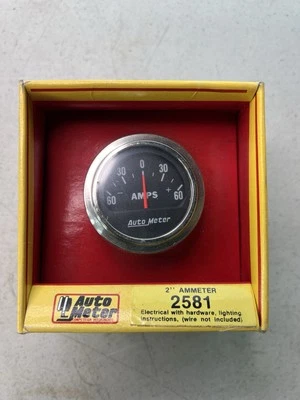 0
30 30
60 - + 60
AMPS
Auto Meter
Auto
Meter
2" AMMETER
2581
Electrical with hardware, lighting
instructions, (wire not included)